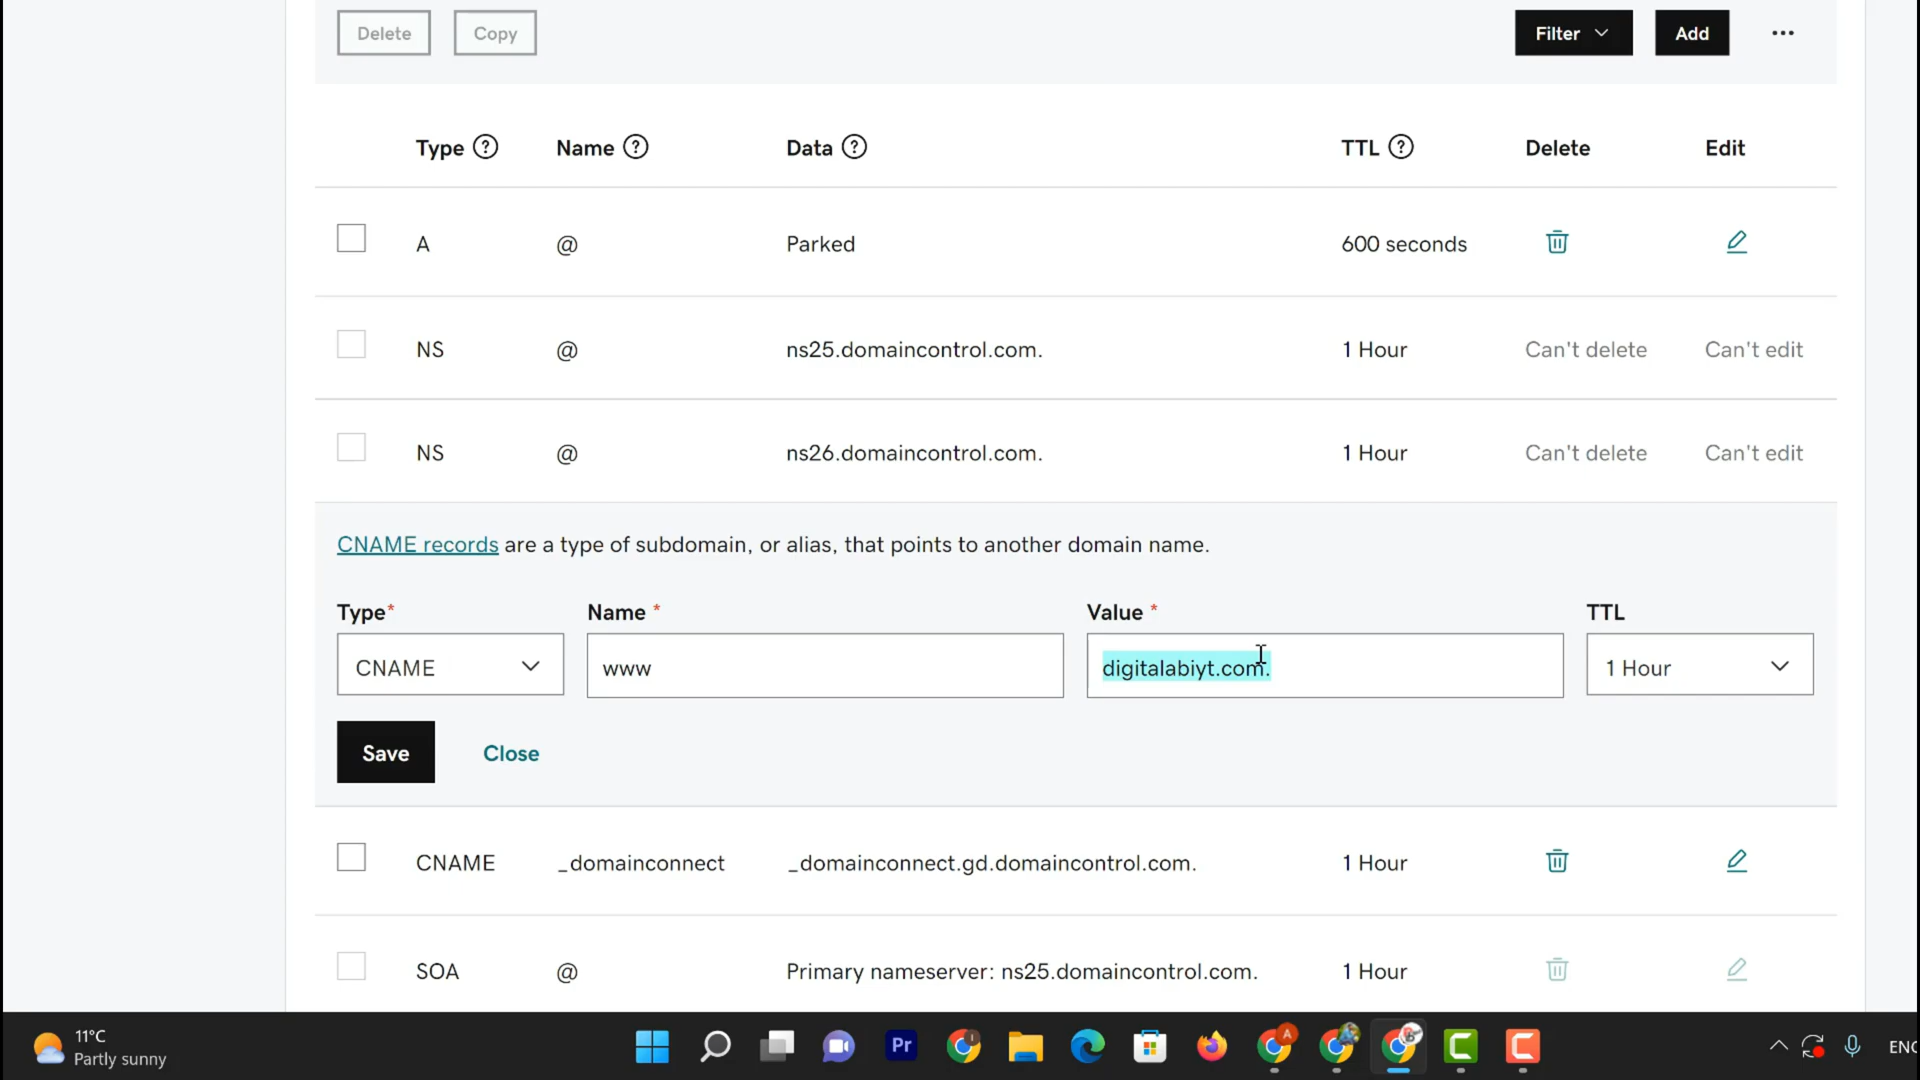 Delete Copy Filter Add
Type ? Name ? Data ? TTL ? Delete Edit
A @ Parked 600 seconds
NS @ ns25.domaincontrol.com. 1 Hour Can't delete Can't edit
NS @ ns26.domaincontrol.com. 1 Hour Can't delete Can't edit
CNAME records are a type of subdomain, or alias, that points to another domain name.
Type* Name * Value * TTL
CNAME www digitalabiyt.com. 1 Hour
Save Close
CNAME _domainconnect _domainconnect.gd.domaincontrol.com. 1 Hour
SOA @ Primary nameserver: ns25.domaincontrol.com. 1 Hour
11°C
Partly sunny
Pr
I
A
ENG